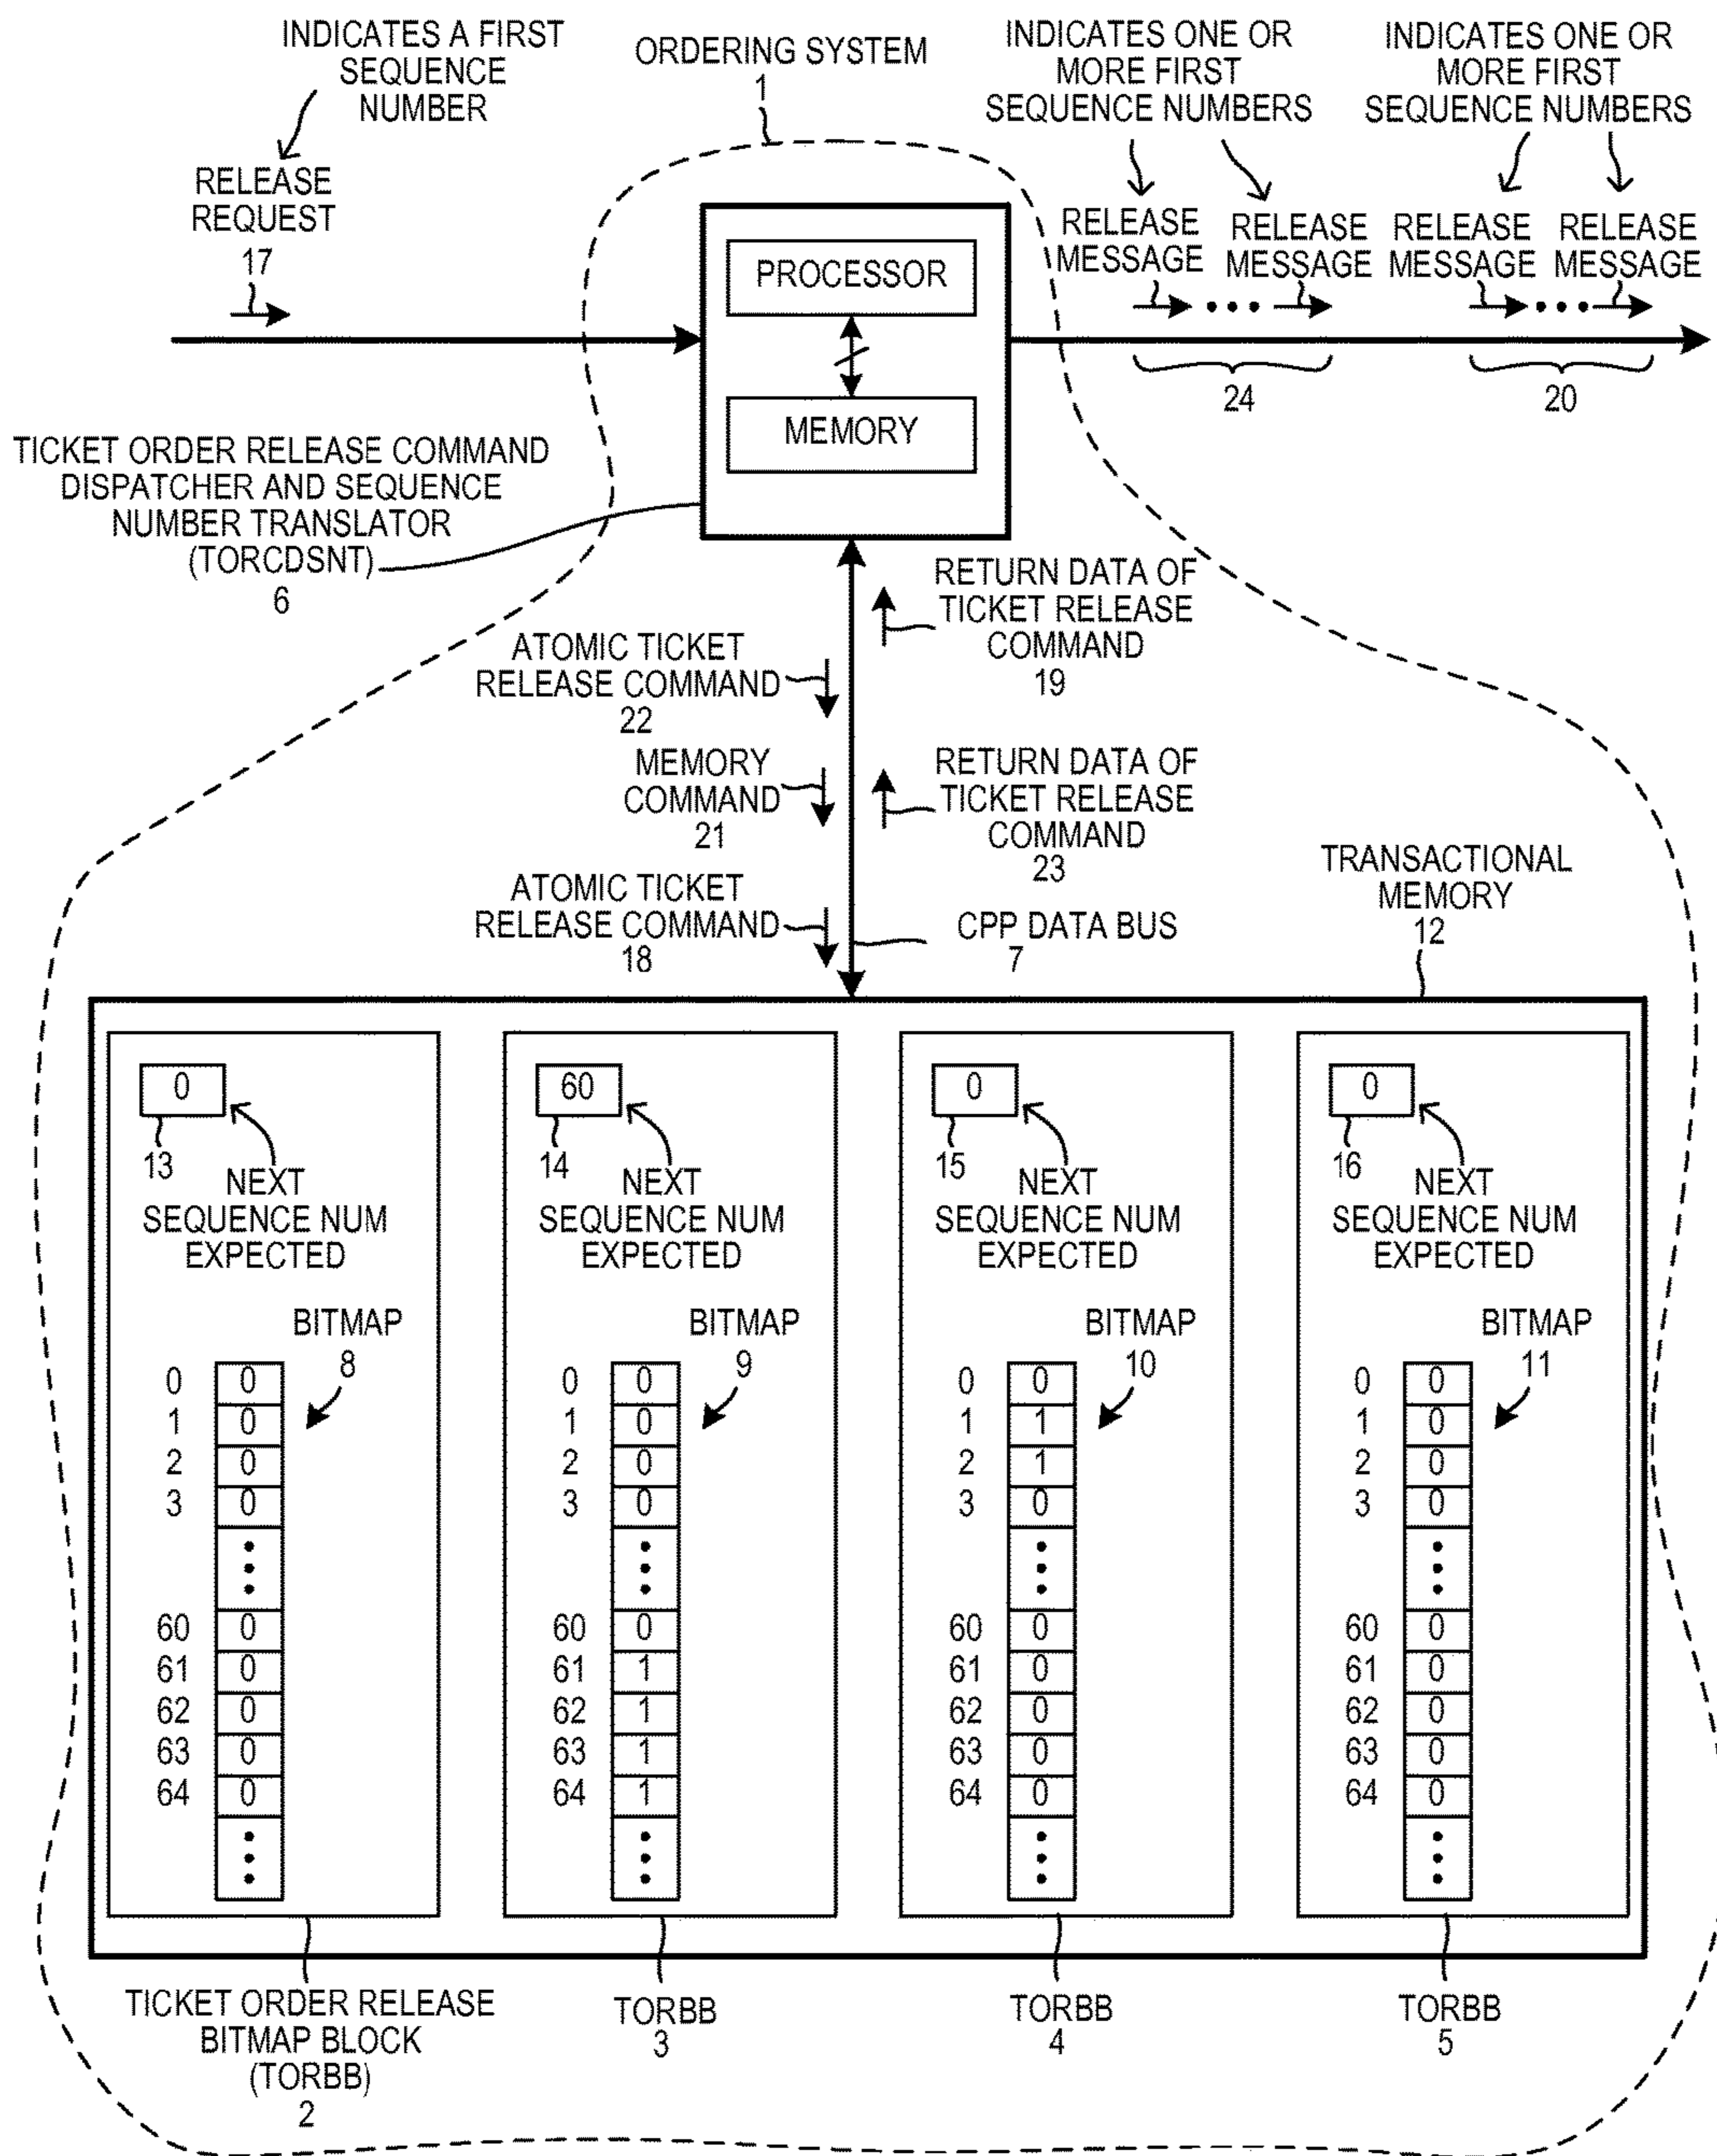 INDICATES A FIRST
SEQUENCE
NUMBER
RELEASE
REQUEST
17
ORDERING SYSTEM
1
INDICATES ONE OR
MORE FIRST
SEQUENCE NUMBERS
INDICATES ONE OR
MORE FIRST
SEQUENCE NUMBERS
RELEASE
MESSAGE
RELEASE
MESSAGE
RELEASE
MESSAGE
RELEASE
MESSAGE
24
20
PROCESSOR
MEMORY
TICKET ORDER RELEASE COMMAND
DISPATCHER AND SEQUENCE
NUMBER TRANSLATOR
(TORCDSNT)
6
RETURN DATA OF
TICKET RELEASE
COMMAND
19
ATOMIC TICKET
RELEASE COMMAND
22
MEMORY
COMMAND
21
RETURN DATA OF
TICKET RELEASE
COMMAND
23
ATOMIC TICKET
RELEASE COMMAND
18
CPP DATA BUS
7
TRANSACTIONAL
MEMORY
12
0
13
NEXT
SEQUENCE NUM
EXPECTED
BITMAP
8
0 0
1 0
2 0
3 0
60 0
61 0
62 0
63 0
64 0
TICKET ORDER RELEASE
BITMAP BLOCK
(TORBB)
2
60
14
NEXT
SEQUENCE NUM
EXPECTED
BITMAP
9
0 0
1 0
2 0
3 0
60 0
61 1
62 1
63 1
64 1
TORBB
3
0
15
NEXT
SEQUENCE NUM
EXPECTED
BITMAP
10
0 0
1 1
2 1
3 0
60 0
61 0
62 0
63 0
64 0
TORBB
4
0
16
NEXT
SEQUENCE NUM
EXPECTED
BITMAP
11
0 0
1 0
2 0
3 0
60 0
61 0
62 0
63 0
64 0
TORBB
5